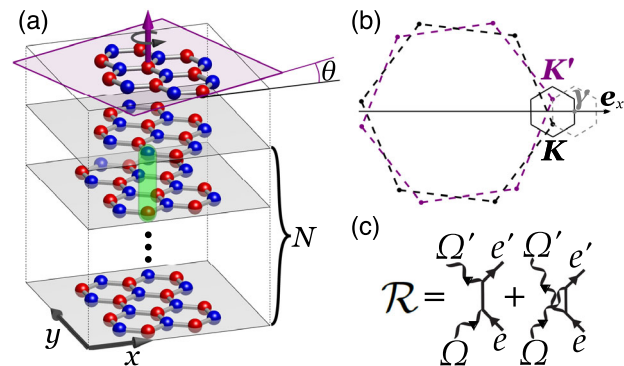 (a)
θ
N
y
x
(b)
K'
γ
e_x
K
(c)
Ω' e' Ω' e'
R = +
Ω e Ω e